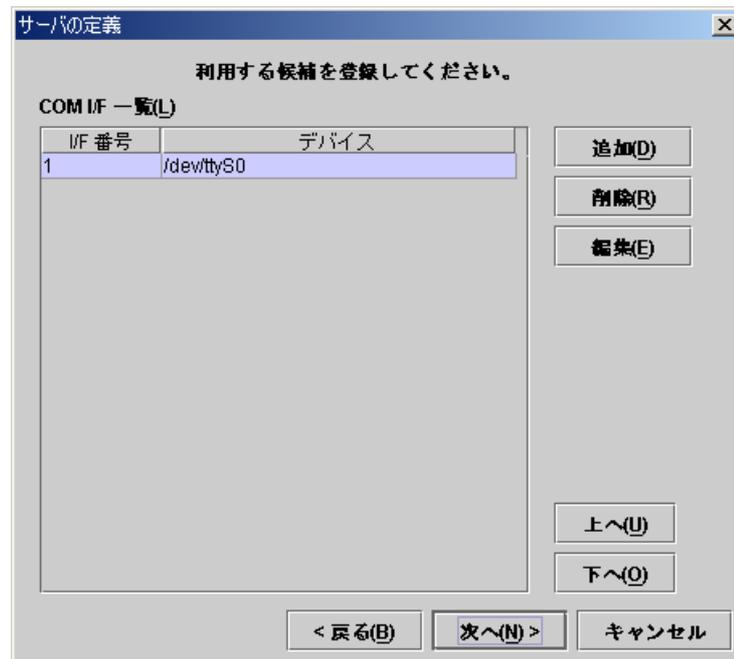 サーバの定義
利用する候補を登録してください。
COM I/F 一覧(L)
I/F 番号 デバイス
1 /dev/ttyS0
追加(D)
削除(R)
編集(E)
上へ(U)
下へ(O)
< 戻る(B) 次へ(N) > キャンセル